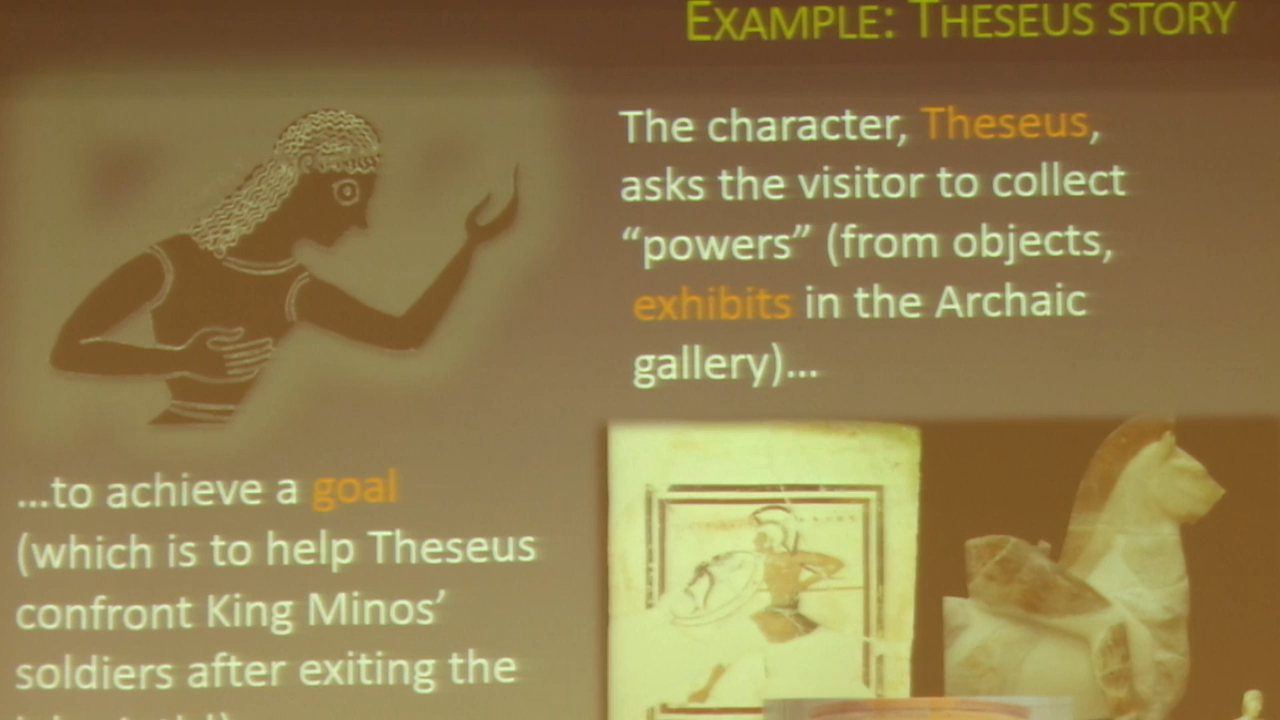 EXAMPLE: THESEUS STORY
The character, Theseus,
asks the visitor to collect
“powers” (from objects,
exhibits in the Archaic
gallery)...
...to achieve a goal
(which is to help Theseus
confront King Minos’
soldiers after exiting the